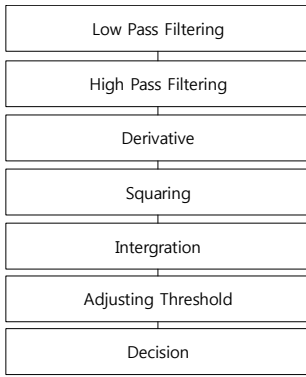 Low Pass Filtering
High Pass Filtering
Derivative
Squaring
Intergration
Adjusting Threshold
Decision